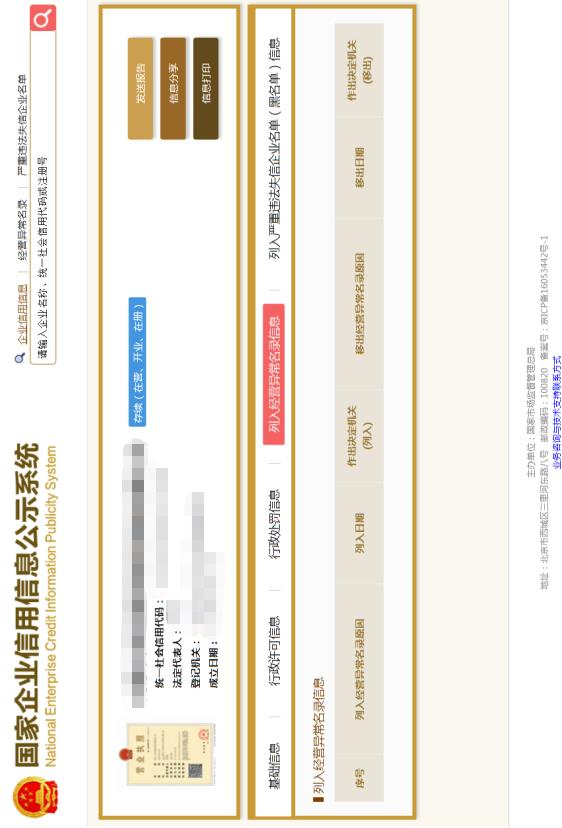 国家企业信用信息公示系统
National Enterprise Credit Information Publicity System
企业信用信息 | 经营异常名录 | 严重违法失信企业名单
请输入企业名称、统一社会信用代码或注册号
营业执照
存续（在营、开业、在册）
统一社会信用代码：
法定代表人：
登记机关：
成立日期：
发送报告
信息分享
信息打印
基础信息 | 行政许可信息 | 行政处罚信息 | 列入经营异常名录信息 | 列入严重违法失信企业名单（黑名单）信息
列入经营异常名录信息
序号 列入经营异常名录原因 列入日期 作出决定机关(列入) 移出经营异常名录原因 移出日期 作出决定机关(移出)
主办单位：国家市场监督管理总局
地址：北京市西城区三里河东路八号 邮政编码：100820 备案号：京ICP备16053442号-1
业务咨询与技术支持联系方式